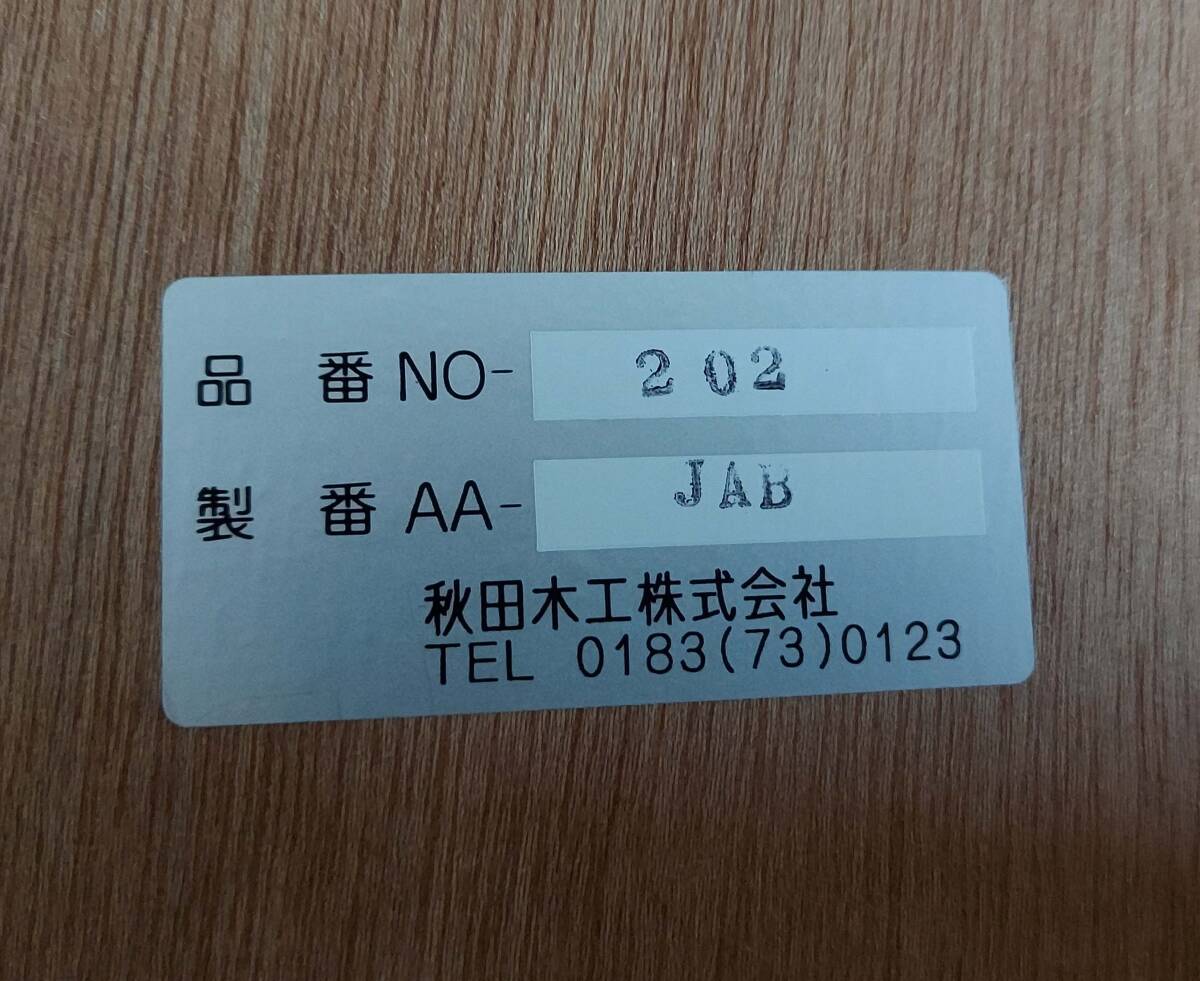 品 番 NO- 202
製 番 AA- JAB
秋田木工株式会社
TEL 0183(73)0123